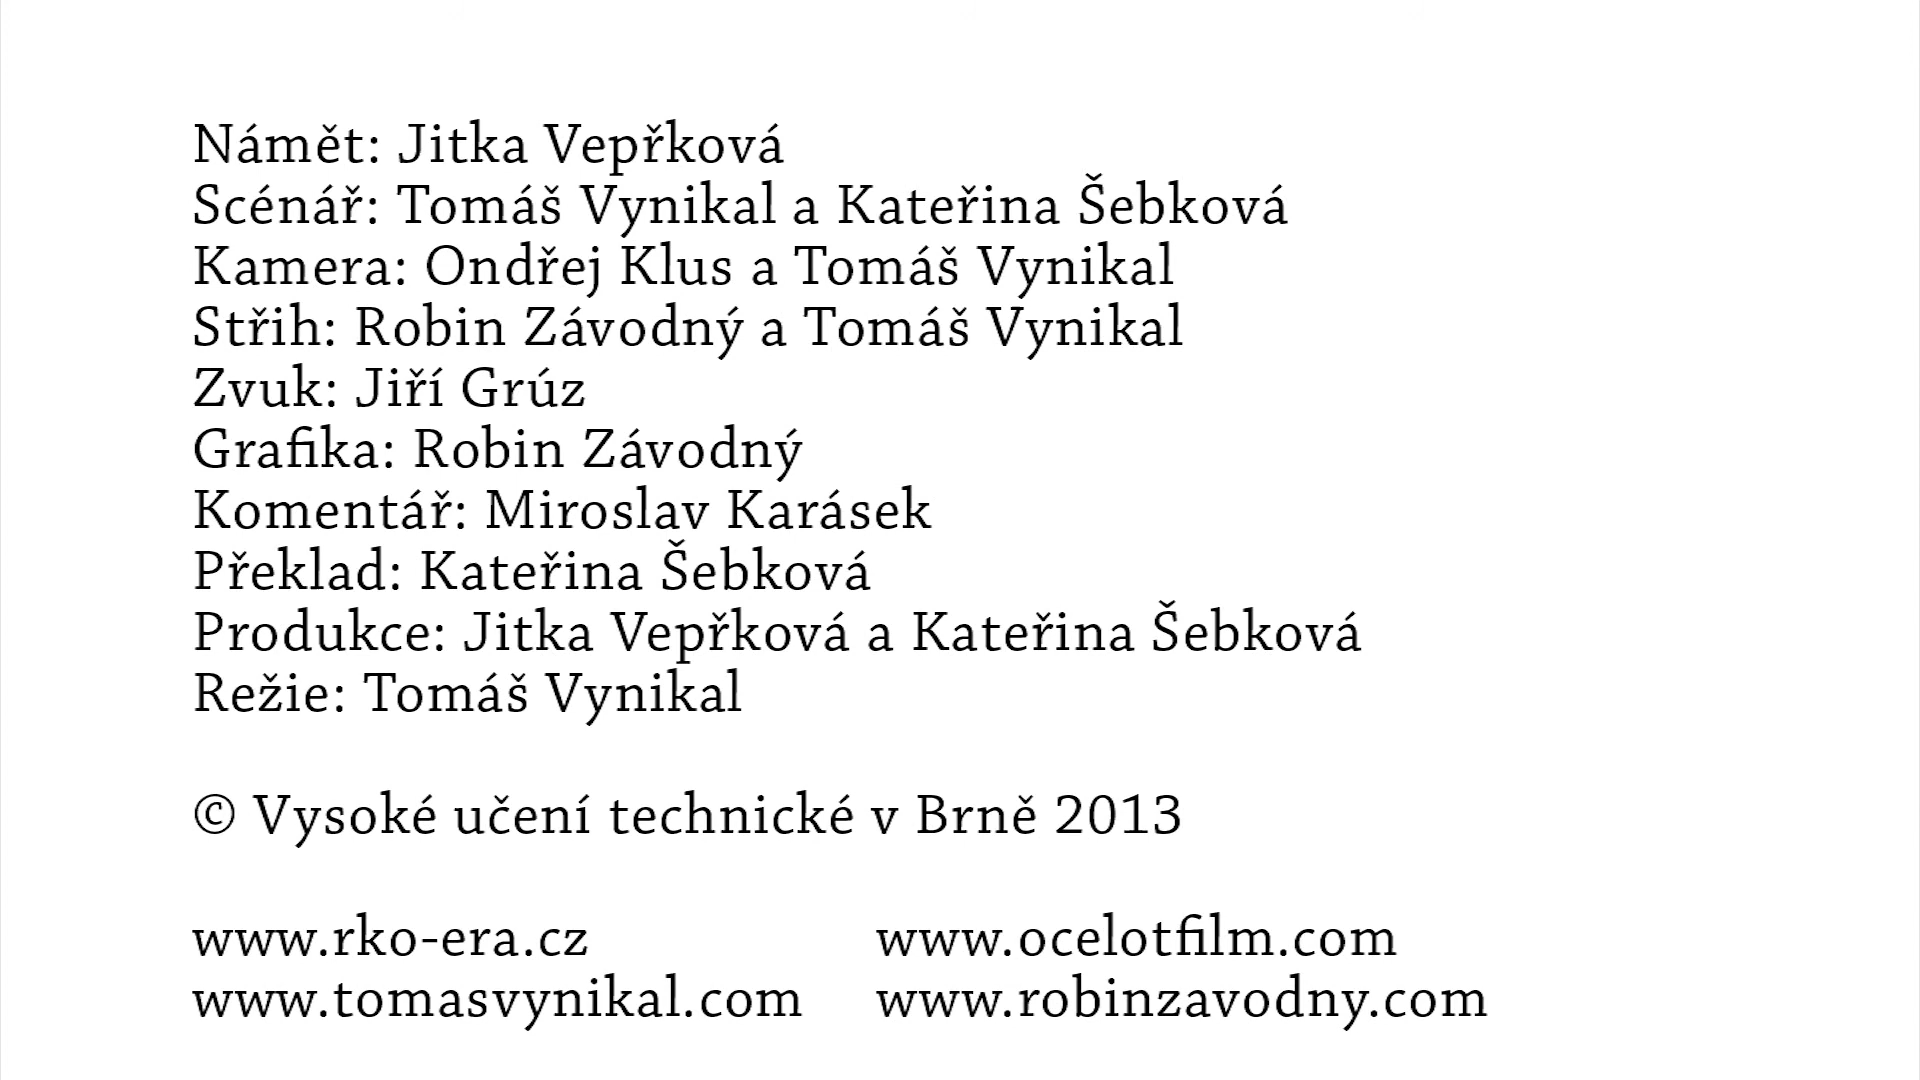 Námět: Jitka Vepřková
Scénář: Tomáš Vynikal a Kateřina Šebková
Kamera: Ondřej Klus a Tomáš Vynikal
Střih: Robin Závodný a Tomáš Vynikal
Zvuk: Jiří Grúz
Grafika: Robin Závodný
Komentář: Miroslav Karásek
Překlad: Kateřina Šebková
Produkce: Jitka Vepřková a Kateřina Šebková
Režie: Tomáš Vynikal
© Vysoké učení technické v Brně 2013
www.rko-era.cz www.ocelotfilm.com
www.tomasvynikal.com www.robinzavodny.com